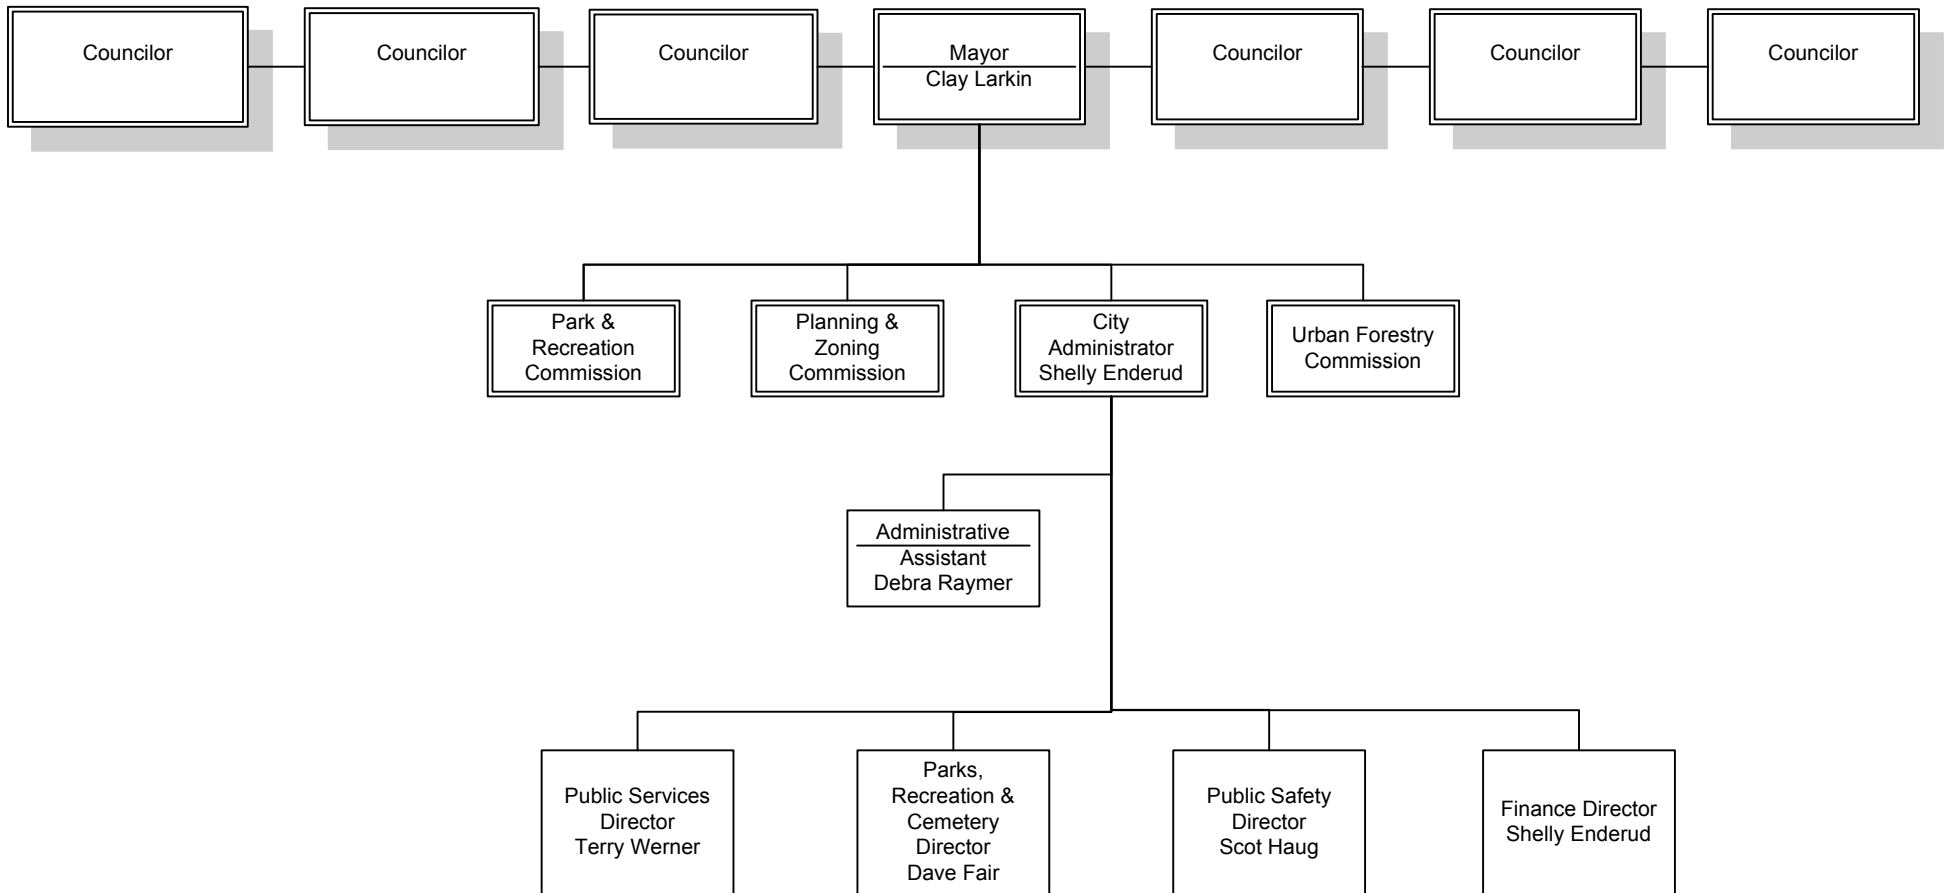 Councilor
Councilor
Councilor
Mayor
Clay Larkin
Councilor
Councilor
Councilor
Park &
Recreation
Commission
Planning &
Zoning
Commission
City
Administrator
Shelly Enderud
Urban Forestry
Commission
Administrative
Assistant
Debra Raymer
Public Services
Director
Terry Werner
Parks,
Recreation &
Cemetery
Director
Dave Fair
Public Safety
Director
Scot Haug
Finance Director
Shelly Enderud